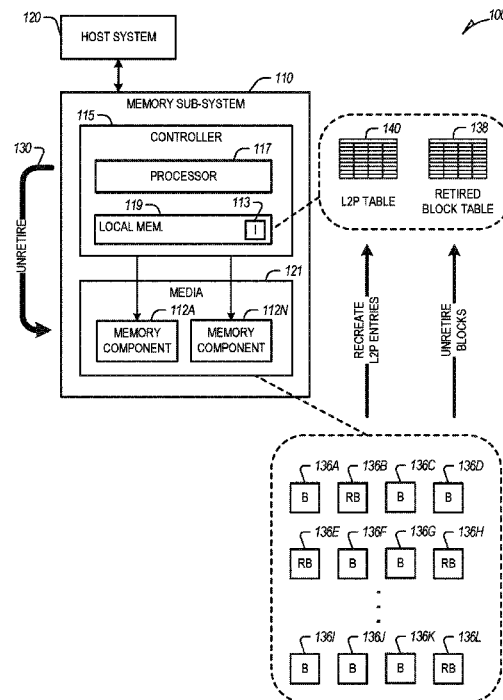 100
120
HOST SYSTEM
110
MEMORY SUB-SYSTEM
115
CONTROLLER
130
117
PROCESSOR
140
138
L2P TABLE
RETIRED
BLOCK TABLE
119
113
LOCAL MEM.
I
UNRETIRE
121
MEDIA
112A
112N
MEMORY
COMPONENT
MEMORY
COMPONENT
RECREATE
L2P ENTRIES
UNRETIRE
BLOCKS
136A
136B
136C
136D
B
RB
B
B
136E
136F
136G
136H
RB
B
B
RB
136I
136J
136K
136L
B
B
B
RB